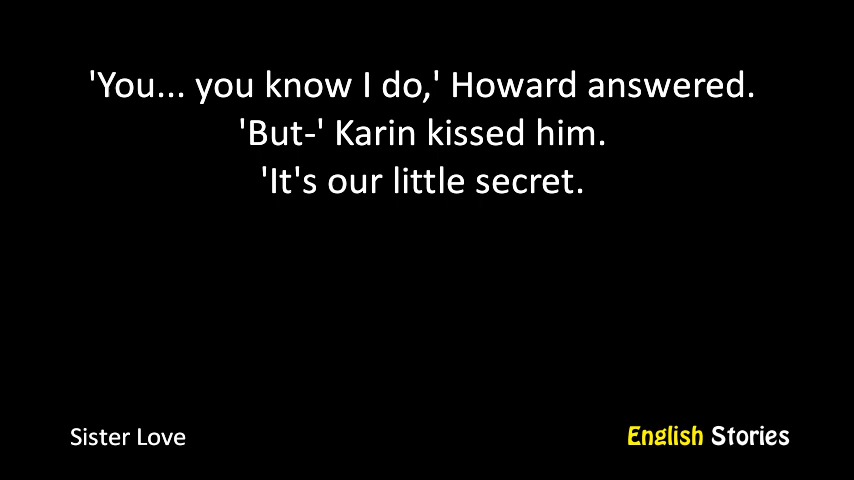 'You... you know I do,' Howard answered.
'But-' Karin kissed him.
'It's our little secret.
Sister Love
English Stories